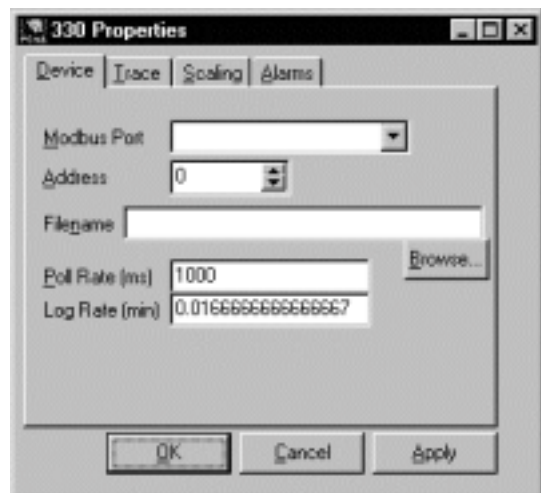 330 Properties
Device Trace Scaling Alarms
Modbus Port
Address 0
Filename
Browse...
Poll Rate (ms) 1000
Log Rate (min) 0.0166666666666667
OK Cancel Apply